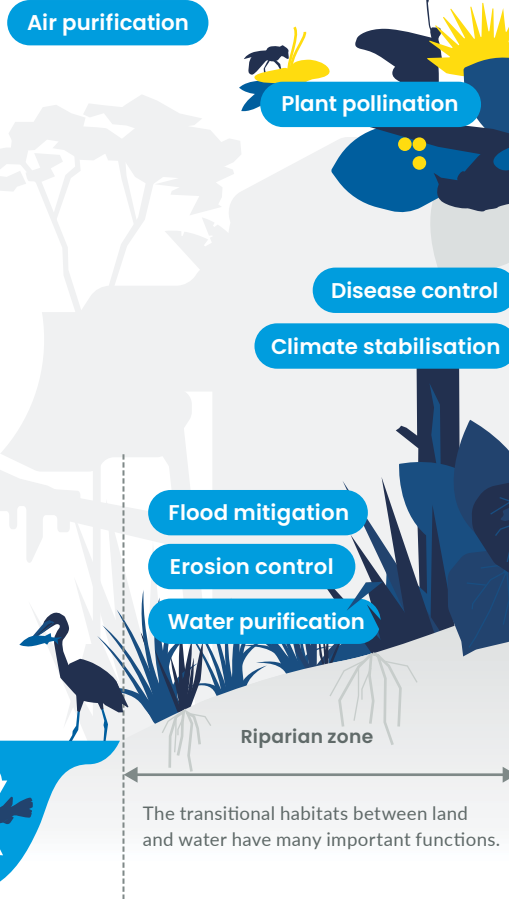 Air purification
Plant pollination
Disease control
Climate stabilisation
Flood mitigation
Erosion control
Water purification
Riparian zone
The transitional habitats between land
and water have many important functions.